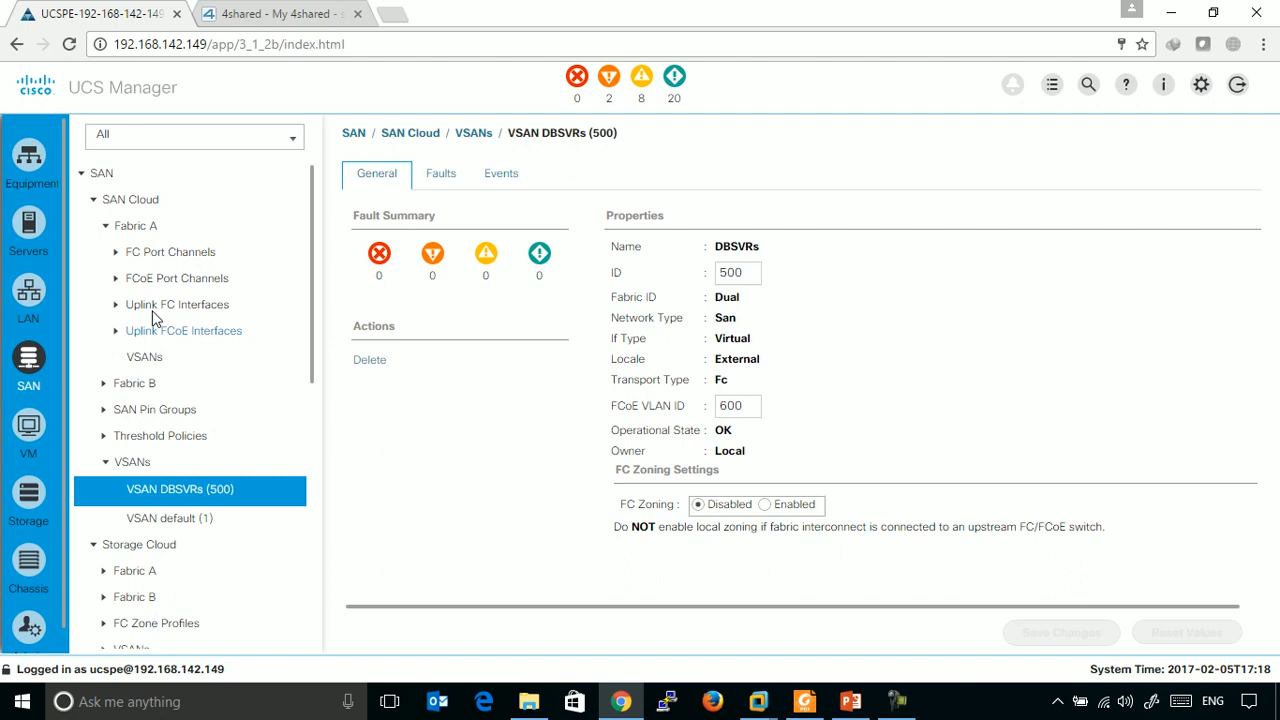 UCSPE-192-168-142-149
4shared - My 4shared - s
192.168.142.149/app/3_1_2b/index.html
cisco
UCS Manager
0 2 8 20
Equipment
Servers
LAN
SAN
VM
Storage
Chassis
All
SAN
SAN Cloud
Fabric A
FC Port Channels
FCoE Port Channels
Uplink FC Interfaces
Uplink FCoE Interfaces
VSANs
Fabric B
SAN Pin Groups
Threshold Policies
VSANs
VSAN DBSVRs (500)
VSAN default (1)
Storage Cloud
Fabric A
Fabric B
FC Zone Profiles
VSANs
SAN / SAN Cloud / VSANs / VSAN DBSVRs (500)
General Faults Events
Fault Summary
0 0 0 0
Actions
Delete
Properties
Name : DBSVRs
ID : 500
Fabric ID : Dual
Network Type : San
If Type : Virtual
Locale : External
Transport Type : Fc
FCoE VLAN ID : 600
Operational State : OK
Owner : Local
FC Zoning Settings
FC Zoning : Disabled Enabled
Do NOT enable local zoning if fabric interconnect is connected to an upstream FC/FCoE switch.
Save Changes Reset Values
Logged in as ucspe@192.168.142.149
System Time: 2017-02-05T17:18
Ask me anything
ENG